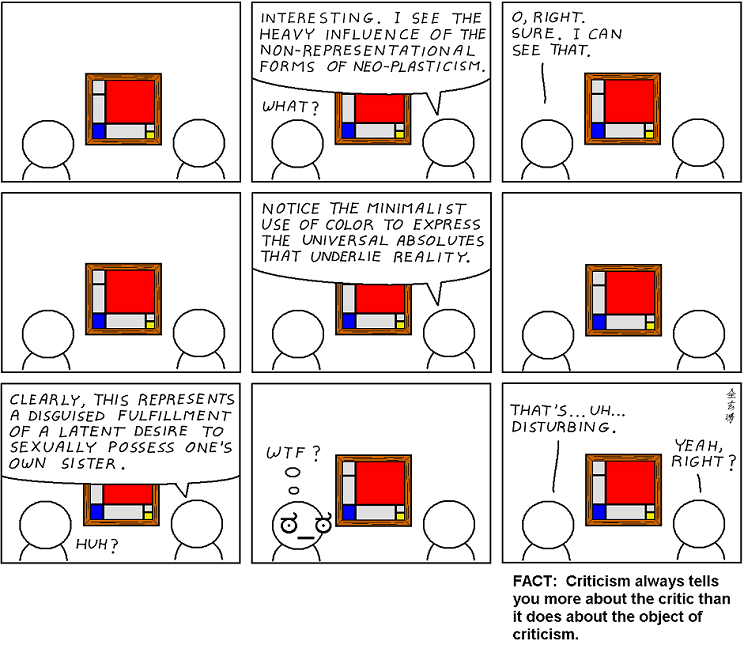 INTERESTING. I SEE THE
HEAVY INFLUENCE OF THE
NON-REPRESENTATIONAL
FORMS OF NEO-PLASTICISM.
WHAT?
O, RIGHT.
SURE. I CAN
SEE THAT.
NOTICE THE MINIMALIST
USE OF COLOR TO EXPRESS
THE UNIVERSAL ABSOLUTES
THAT UNDERLIE REALITY.
CLEARLY, THIS REPRESENTS
A DISGUISED FULFILLMENT
OF A LATENT DESIRE TO
SEXUALLY POSSESS ONE'S
OWN SISTER.
HUH?
WTF?
THAT'S...UH...
DISTURBING.
YEAH,
RIGHT?
FACT: Criticism always tells
you more about the critic than
it does about the object of
criticism.